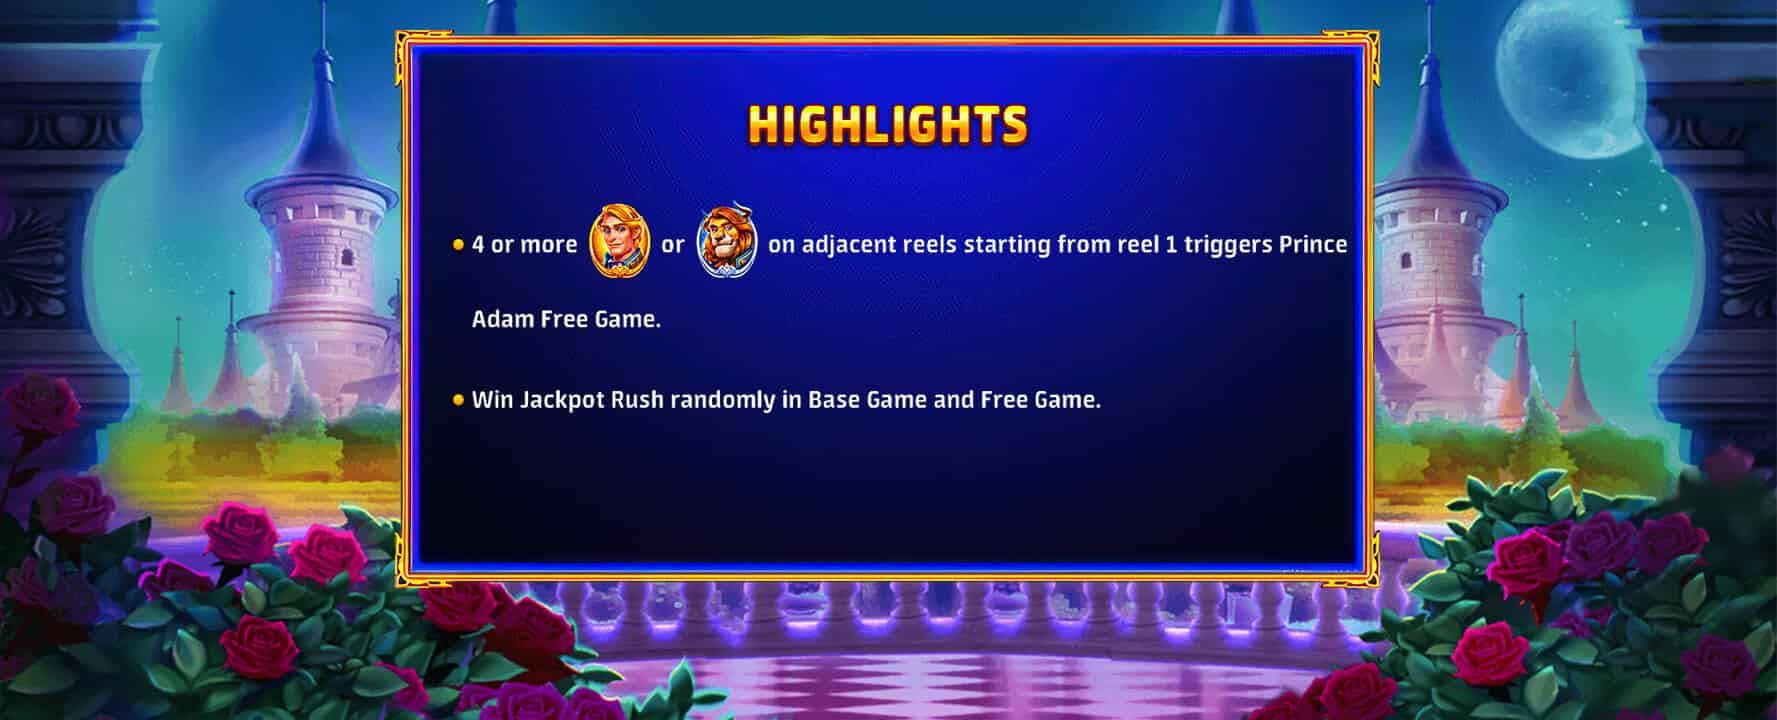 HIGHLIGHTS
4 or more or on adjacent reels starting from reel 1 triggers Prince
Adam Free Game.
Win Jackpot Rush randomly in Base Game and Free Game.